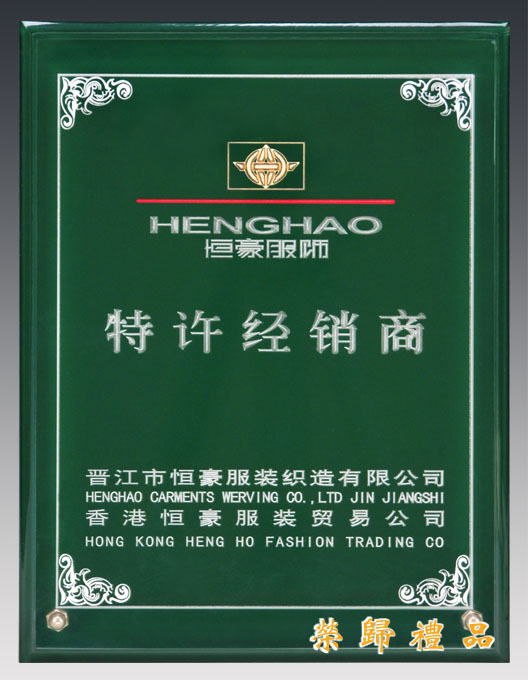 HENGHAO
恒豪服饰
特许经销商
晋江市恒豪服装织造有限公司
HENGHAO CARMENTS WERVING CO.,LTD JIN JIANGSHI
香港恒豪服装贸易公司
HONG KONG HENG HO FASHION TRADING CO
榮歸禮品